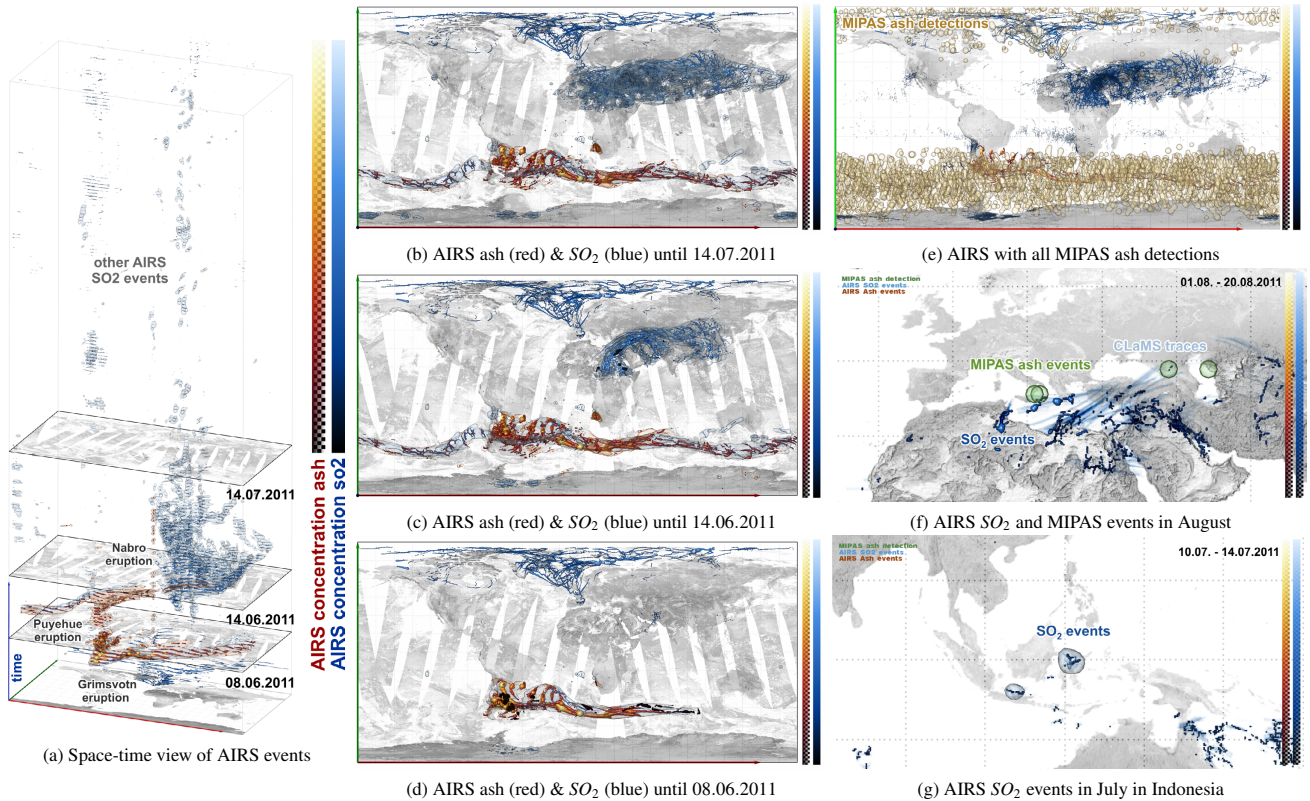 other AIRS
SO2 events
14.07.2011
Nabro
eruption
14.06.2011
Puyehue
eruption
08.06.2011
Grimsvotn
eruption
time
AIRS concentration ash
AIRS concentration so2
(a) Space-time view of AIRS events
(b) AIRS ash (red) & SO₂ (blue) until 14.07.2011
(c) AIRS ash (red) & SO₂ (blue) until 14.06.2011
(d) AIRS ash (red) & SO₂ (blue) until 08.06.2011
MIPAS ash detections
(e) AIRS with all MIPAS ash detections
MIPAS ash detection
AIRS SO2 events
AIRS Ash events
01.08. - 20.08.2011
CLaMS traces
MIPAS ash events
SO₂ events
(f) AIRS SO₂ and MIPAS events in August
MIPAS ash detection
AIRS SO2 events
AIRS Ash events
10.07. - 14.07.2011
SO₂ events
(g) AIRS SO₂ events in July in Indonesia